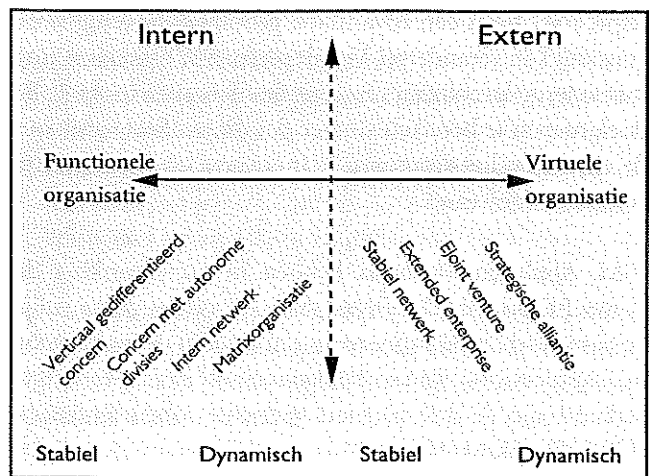 Intern
Extern
Functionele
organisatie
Virtuele
organisatie
Verticaal gedifferentieerd
concern
Concern met autonome
divisies
Intern netwerk
Matrixorganisatie
Stabiel netwerk
Extended enterprise
EJoint venture
Strategische alliantie
Stabiel
Dynamisch
Stabiel
Dynamisch